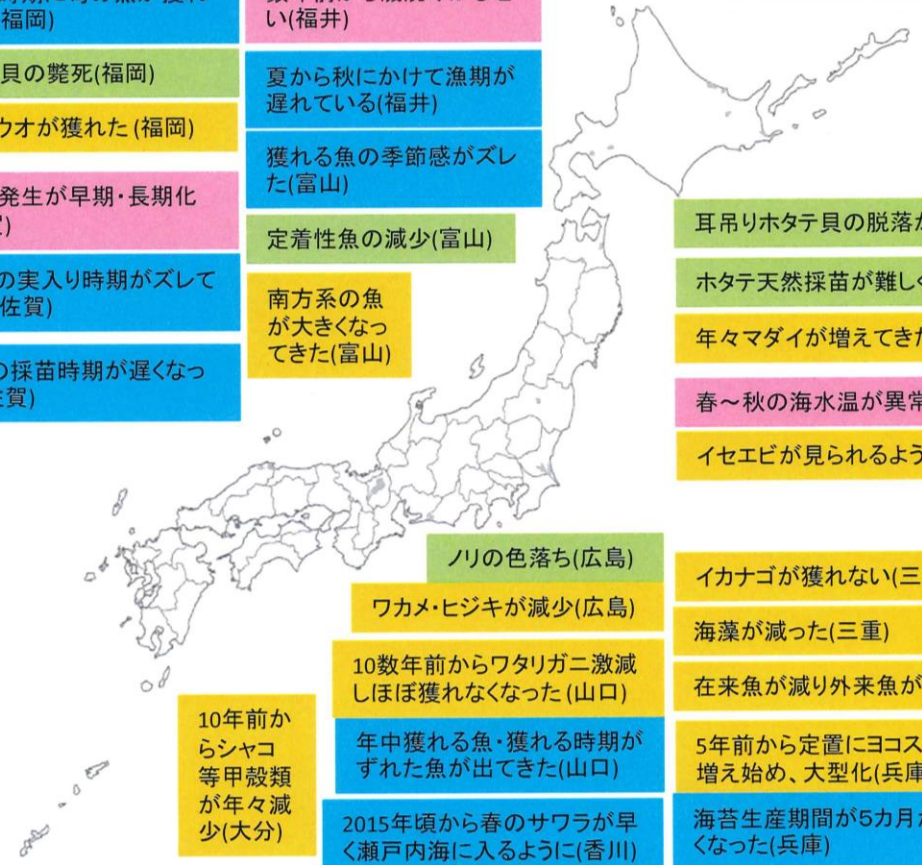 (福岡)
い(福井)
貝の斃死(福岡)
ウオが獲れた(福岡)
夏から秋にかけて漁期が
遅れている(福井)
獲れる魚の季節感がズレ
た(富山)
発生が早期・長期化
定着性魚の減少(富山)
の実入り時期がズレて
佐賀)
南方系の魚
が大きくなっ
てきた(富山)
の採苗時期が遅くなっ
佐賀)
耳吊りホタテ貝の脱落が
ホタテ天然採苗が難しく
年々マダイが増えてきた
春～秋の海水温が異常
イセエビが見られるよう
ノリの色落ち(広島)
ワカメ・ヒジキが減少(広島)
10数年前からワタリガニ激減
しほぼ獲れなくなった(山口)
年中獲れる魚・獲れる時期が
ずれた魚が出てきた(山口)
2015年頃から春のサワラが早
く瀬戸内海に入るように(香川)
10年前か
らシャコ
等甲殻類
が年々減
少(大分)
イカナゴが獲れない(三
海藻が減った(三重)
在来魚が減り外来魚が
5年前から定置にヨコス
増え始め、大型化(兵庫
海苔生産期間が5カ月
くなった(兵庫)